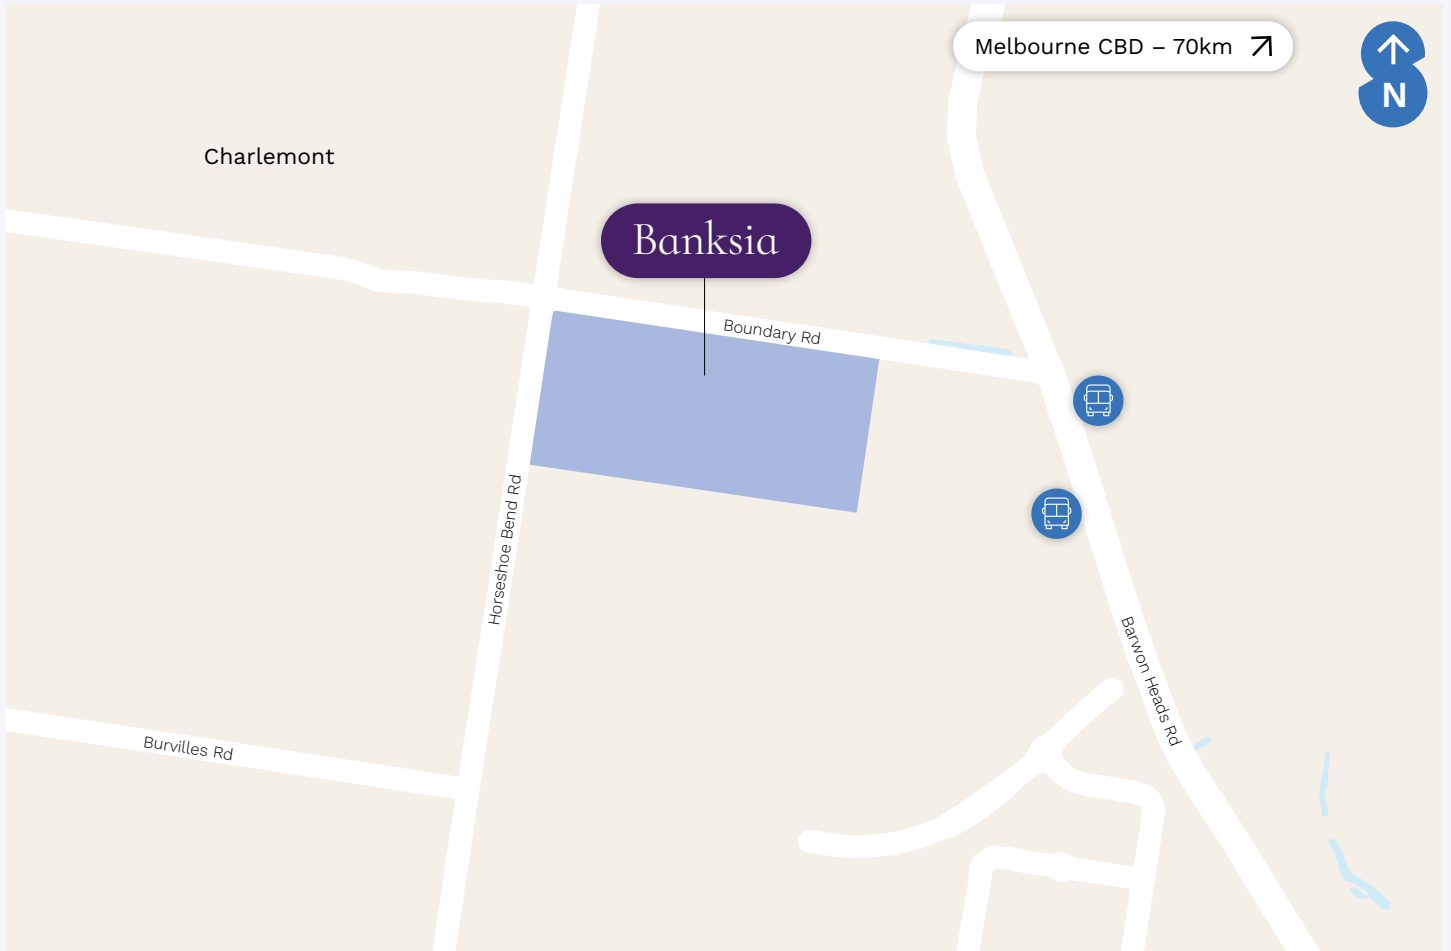 Melbourne CBD – 70km
N
Charlemont
Banksia
Boundary Rd
Horseshoe Bend Rd
Barwon Heads Rd
Burvilles Rd